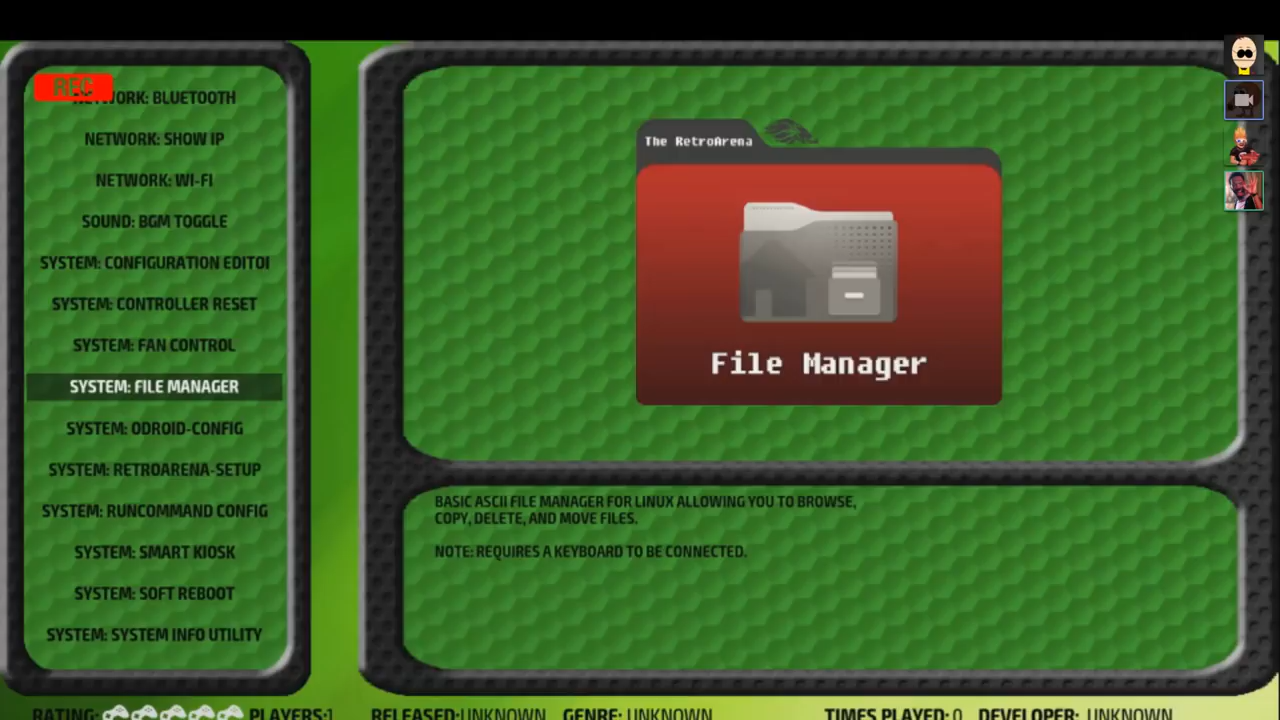 REC
NETWORK: BLUETOOTH
NETWORK: SHOW IP
NETWORK: WI-FI
SOUND: BGM TOGGLE
SYSTEM: CONFIGURATION EDITOI
SYSTEM: CONTROLLER RESET
SYSTEM: FAN CONTROL
SYSTEM: FILE MANAGER
SYSTEM: ODROID-CONFIG
SYSTEM: RETROARENA-SETUP
SYSTEM: RUNCOMMAND CONFIG
SYSTEM: SMART KIOSK
SYSTEM: SOFT REBOOT
SYSTEM: SYSTEM INFO UTILITY
The RetroArena
File Manager
BASIC ASCII FILE MANAGER FOR LINUX ALLOWING YOU TO BROWSE,
COPY, DELETE, AND MOVE FILES.
NOTE: REQUIRES A KEYBOARD TO BE CONNECTED.
RATING: PLAYERS:1 RELEASED:UNKNOWN GENRE: UNKNOWN TIMES PLAYED: 0 DEVELOPER: UNKNOWN